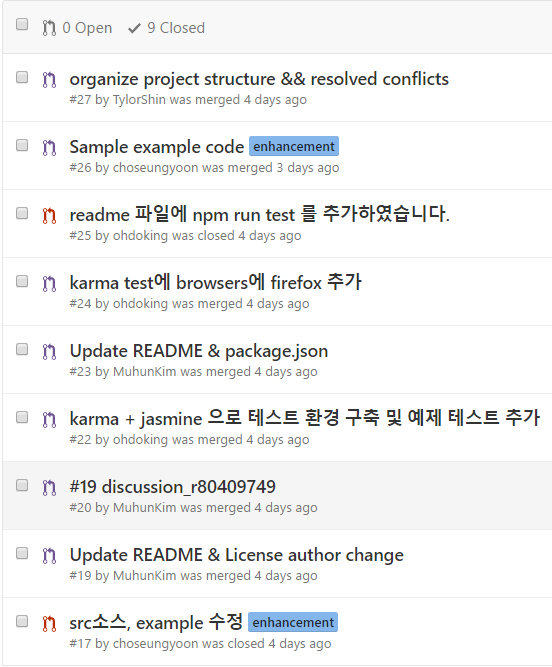 0 Open 9 Closed
organize project structure && resolved conflicts
#27 by TylorShin was merged 4 days ago
Sample example code enhancement
#26 by choseungyoon was merged 3 days ago
readme 파일에 npm run test 를 추가하였습니다.
#25 by ohdoking was closed 4 days ago
karma test에 browsers에 firefox 추가
#24 by ohdoking was merged 4 days ago
Update README & package.json
#23 by MuhunKim was merged 4 days ago
karma + jasmine 으로 테스트 환경 구축 및 예제 테스트 추가
#22 by ohdoking was merged 4 days ago
#19 discussion_r80409749
#20 by MuhunKim was merged 4 days ago
Update README & License author change
#19 by MuhunKim was merged 4 days ago
src소스, example 수정 enhancement
#17 by choseungyoon was closed 4 days ago